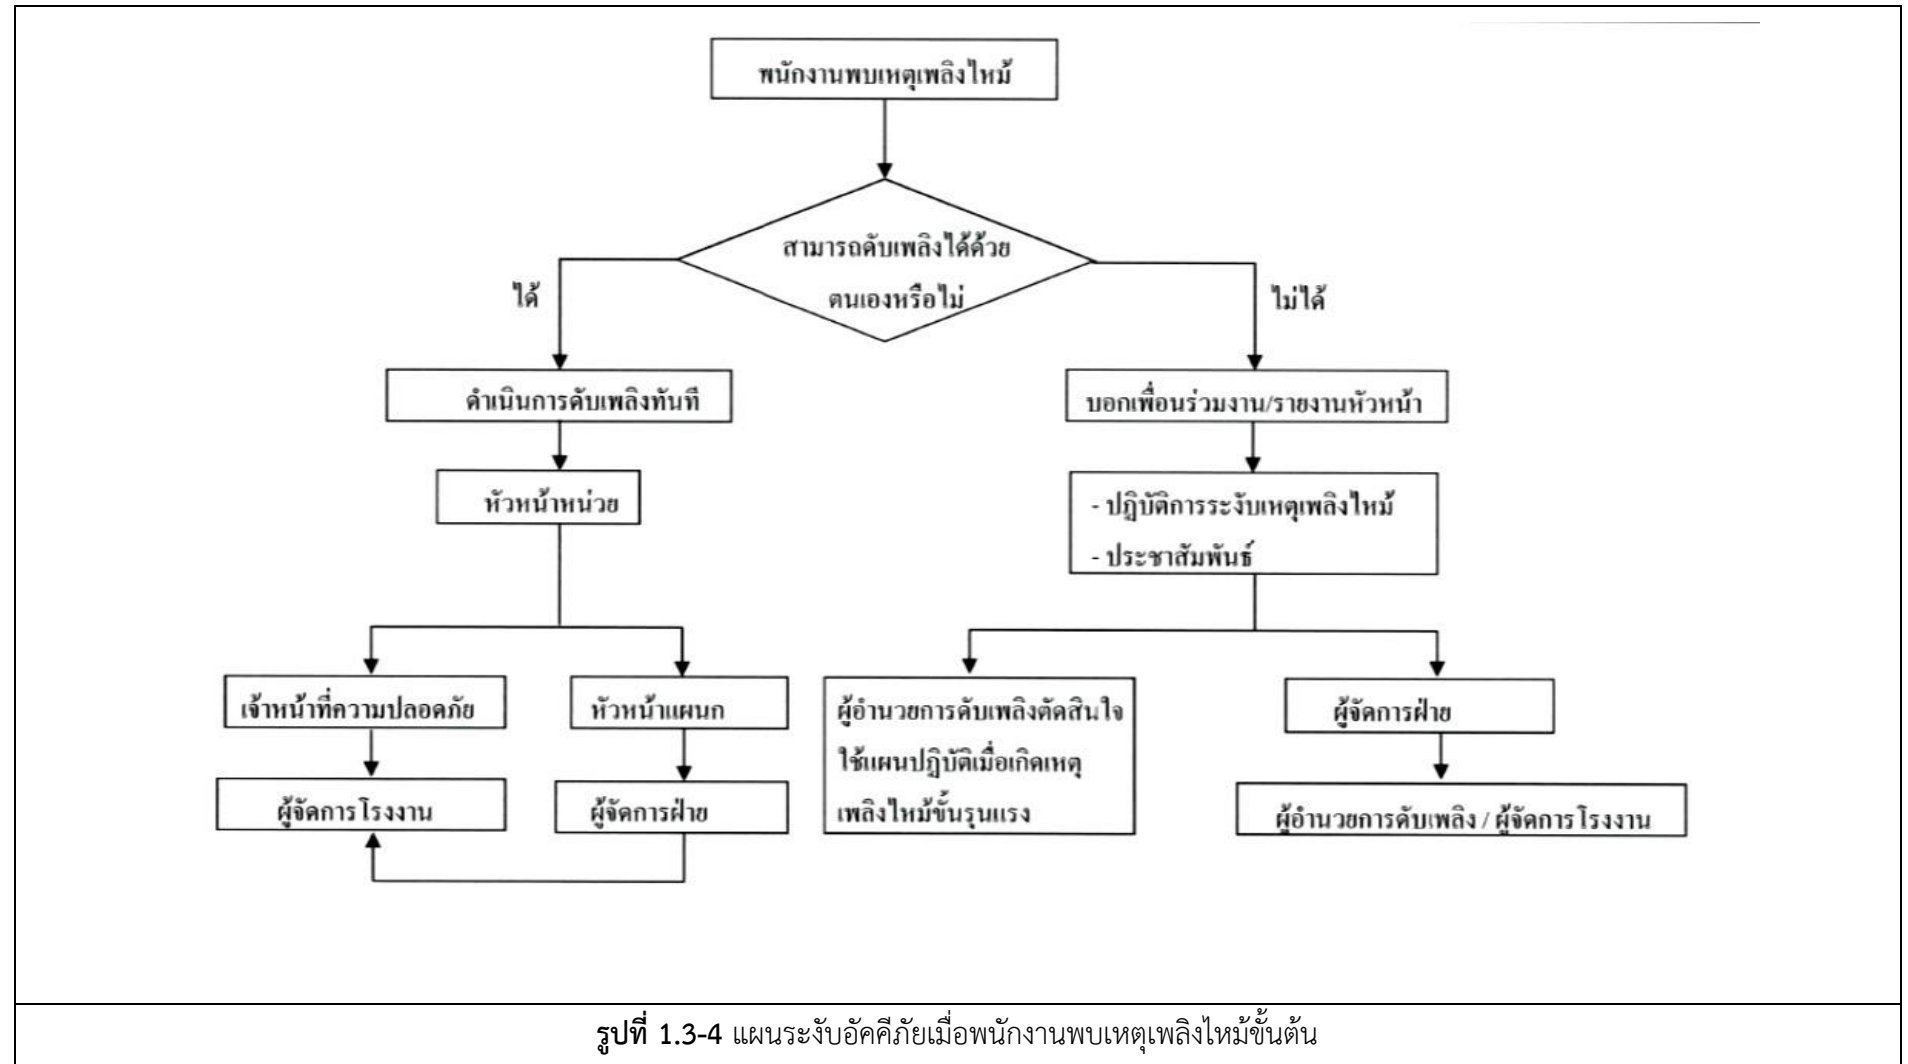 พนักงานพบเหตุเพลิงไหม้
สามารถดับเพลิงได้ด้วย
ตนเองหรือไม่
ได้
ไม่ได้
ดำเนินการดับเพลิงทันที
บอกเพื่อนร่วมงาน/รายงานหัวหน้า
หัวหน้าหน่วย
- ปฏิบัติการระงับเหตุเพลิงไหม้
- ประชาสัมพันธ์
เจ้าหน้าที่ความปลอดภัย
หัวหน้าแผนก
ผู้อำนวยการดับเพลิงตัดสินใจ
ใช้แผนปฏิบัติเมื่อเกิดเหตุ
เพลิงไหม้ขั้นรุนแรง
ผู้จัดการฝ่าย
ผู้จัดการโรงงาน
ผู้จัดการฝ่าย
ผู้อำนวยการดับเพลิง / ผู้จัดการโรงงาน
รูปที่ 1.3-4 แผนระงับอัคคีภัยเมื่อพนักงานพบเหตุเพลิงไหม้ขั้นต้น